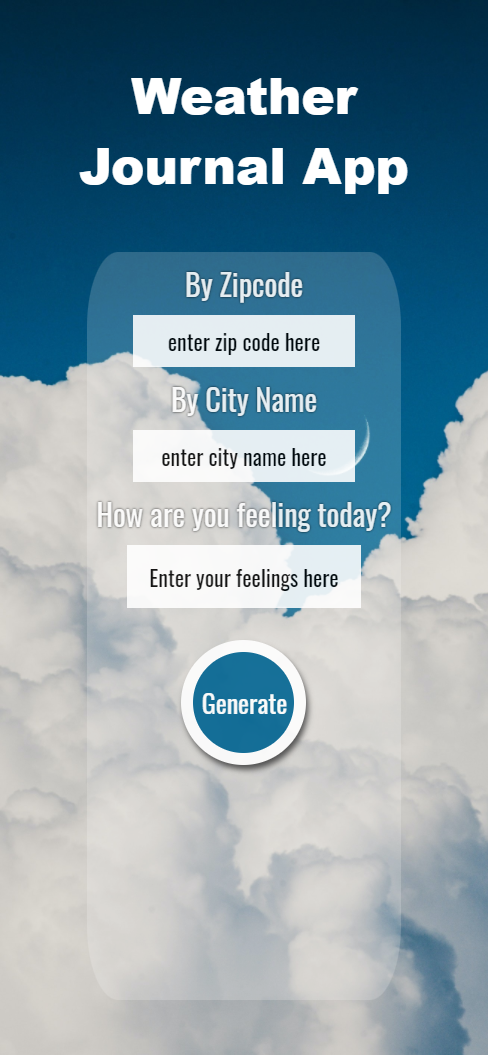 Weather
Journal App
By Zipcode
enter zip code here
By City Name
enter city name here
How are you feeling today?
Enter your feelings here
Generate